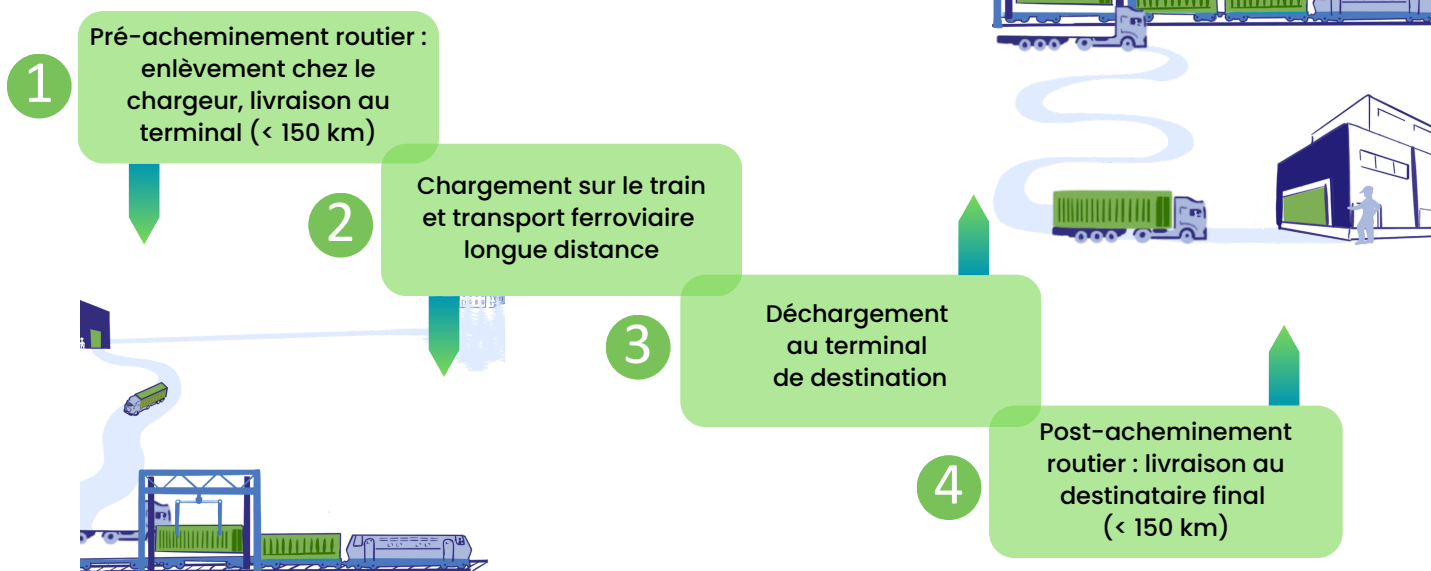 1
Pré-acheminement routier :
enlèvement chez le
chargeur, livraison au
terminal (< 150 km)
2
Chargement sur le train
et transport ferroviaire
longue distance
3
Déchargement
au terminal
de destination
4
Post-acheminement
routier : livraison au
destinataire final
(< 150 km)